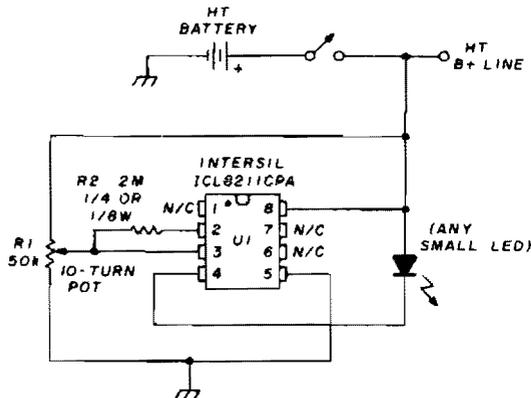 HT
BATTERY
+
HT
B+ LINE
INTERSIL
ICL8211CPA
R2 2M
1/4 OR
1/8W
N/C
1
8
2
7
N/C
U1
3
6
N/C
4
5
R1
50k
10-TURN
POT
(ANY
SMALL LED)